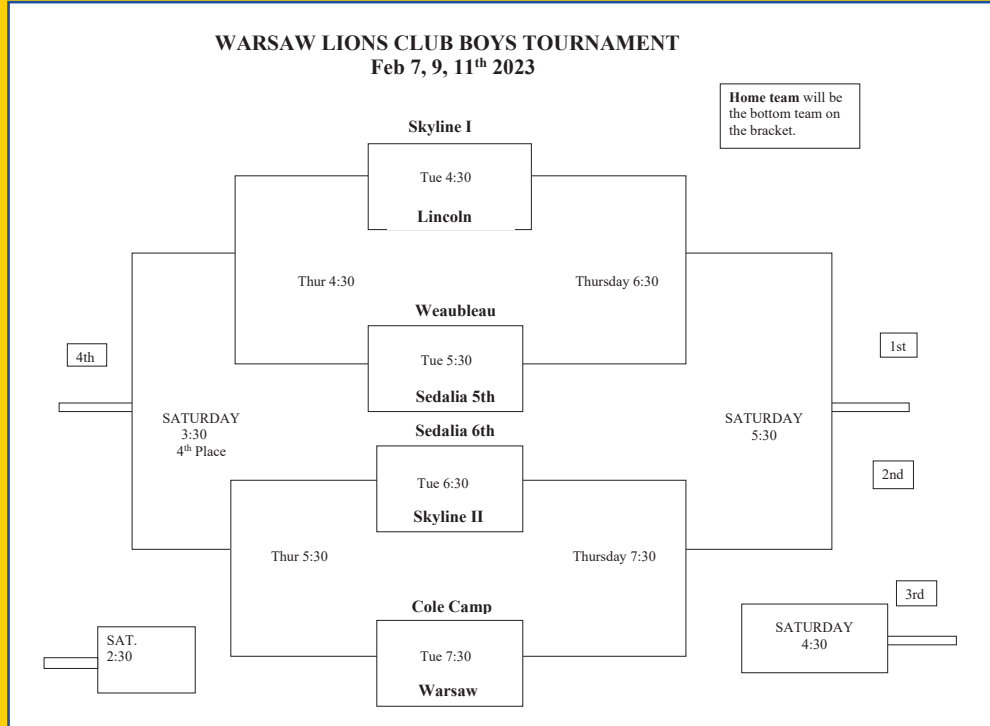 WARSAW LIONS CLUB BOYS TOURNAMENT
Feb 7, 9, 11th 2023
Home team will be
the bottom team on
the bracket.
Skyline I
Tue 4:30
Lincoln
Thur 4:30
Thursday 6:30
Weaubleau
4th
Tue 5:30
1st
Sedalia 5th
SATURDAY
3:30
4th Place
SATURDAY
5:30
Sedalia 6th
2nd
Tue 6:30
Skyline II
Thur 5:30
Thursday 7:30
Cole Camp
3rd
SAT.
2:30
SATURDAY
4:30
Tue 7:30
Warsaw